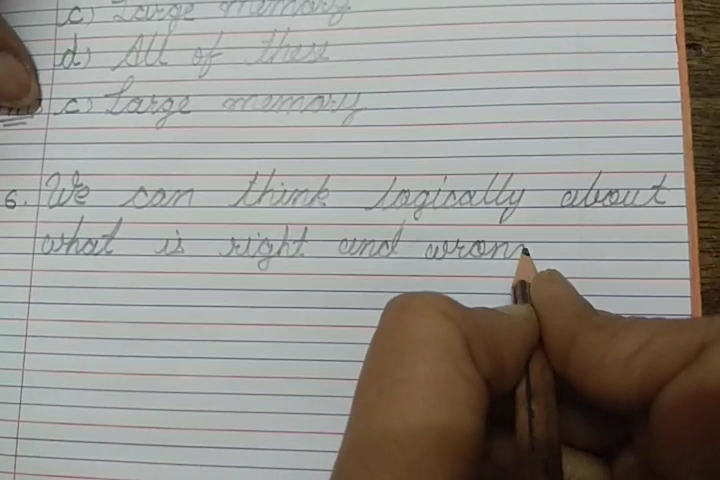 c) Large memory
d) All of these
c) Large memory
6. We can think logically about
what is right and wron